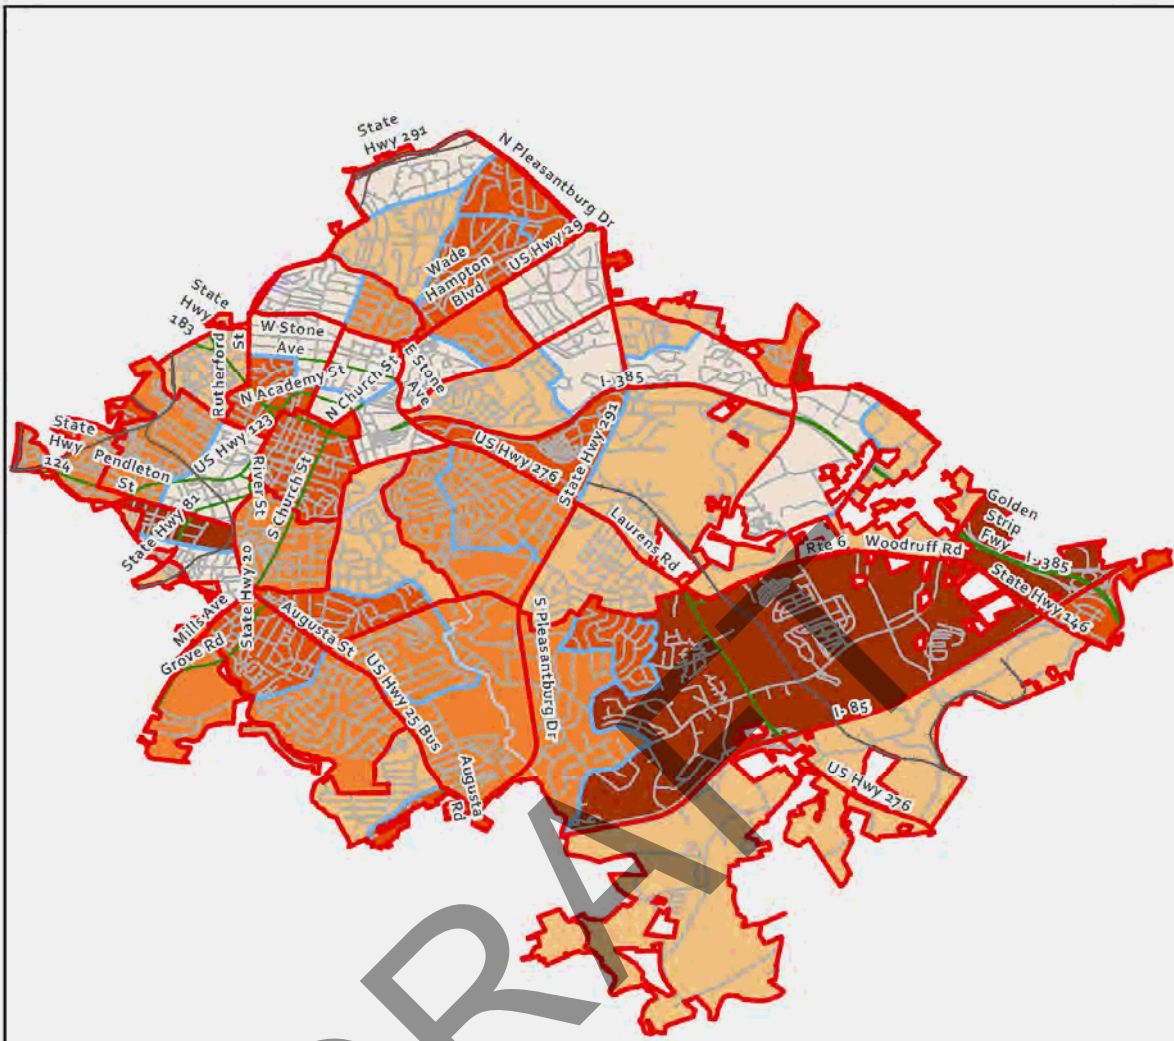 State
Hwy 291
N Pleasantburg Dr
US Hwy 29
Wade
Hampton
Blvd
State
Hwy
183
Rutherford
St
W Stone
Ave
N Academy St
N Church St
E Stone
Ave
I-385
State Hwy 291
US Hwy 276
State
Hwy
124
Pendleton
St
US Hwy 123
River St
S Church St
State Hwy 81
Laurens Rd
Golden
Strip
Fwy
I-385
Rte 6
Woodruff Rd
State Hwy 146
State Hwy 20
Mills Ave
Grove Rd
Augusta St
US Hwy 25 Bus
S Pleasantburg Dr
I-85
US Hwy 276
Augusta
Rd
DRAFT